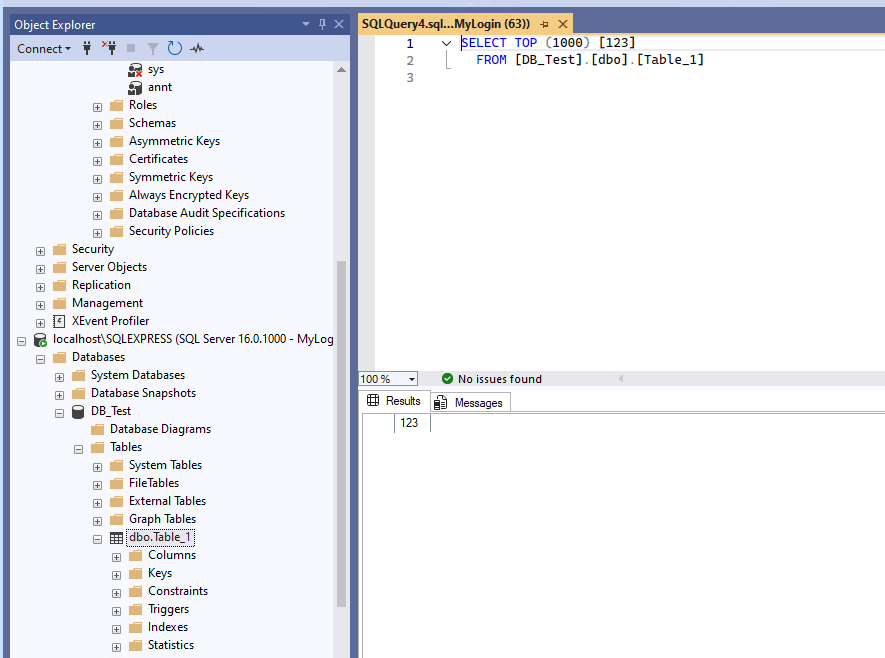 Object Explorer
Connect
sys
annt
Roles
Schemas
Asymmetric Keys
Certificates
Symmetric Keys
Always Encrypted Keys
Database Audit Specifications
Security Policies
Security
Server Objects
Replication
Management
XEvent Profiler
localhost\SQLEXPRESS (SQL Server 16.0.1000 - MyLog
Databases
System Databases
Database Snapshots
DB_Test
Database Diagrams
Tables
System Tables
FileTables
External Tables
Graph Tables
dbo.Table_1
Columns
Keys
Constraints
Triggers
Indexes
Statistics
SQLQuery4.sql...MyLogin (63))
1 SELECT TOP (1000) [123]
2 FROM [DB_Test].[dbo].[Table_1]
3
100 % No issues found
Results Messages
123